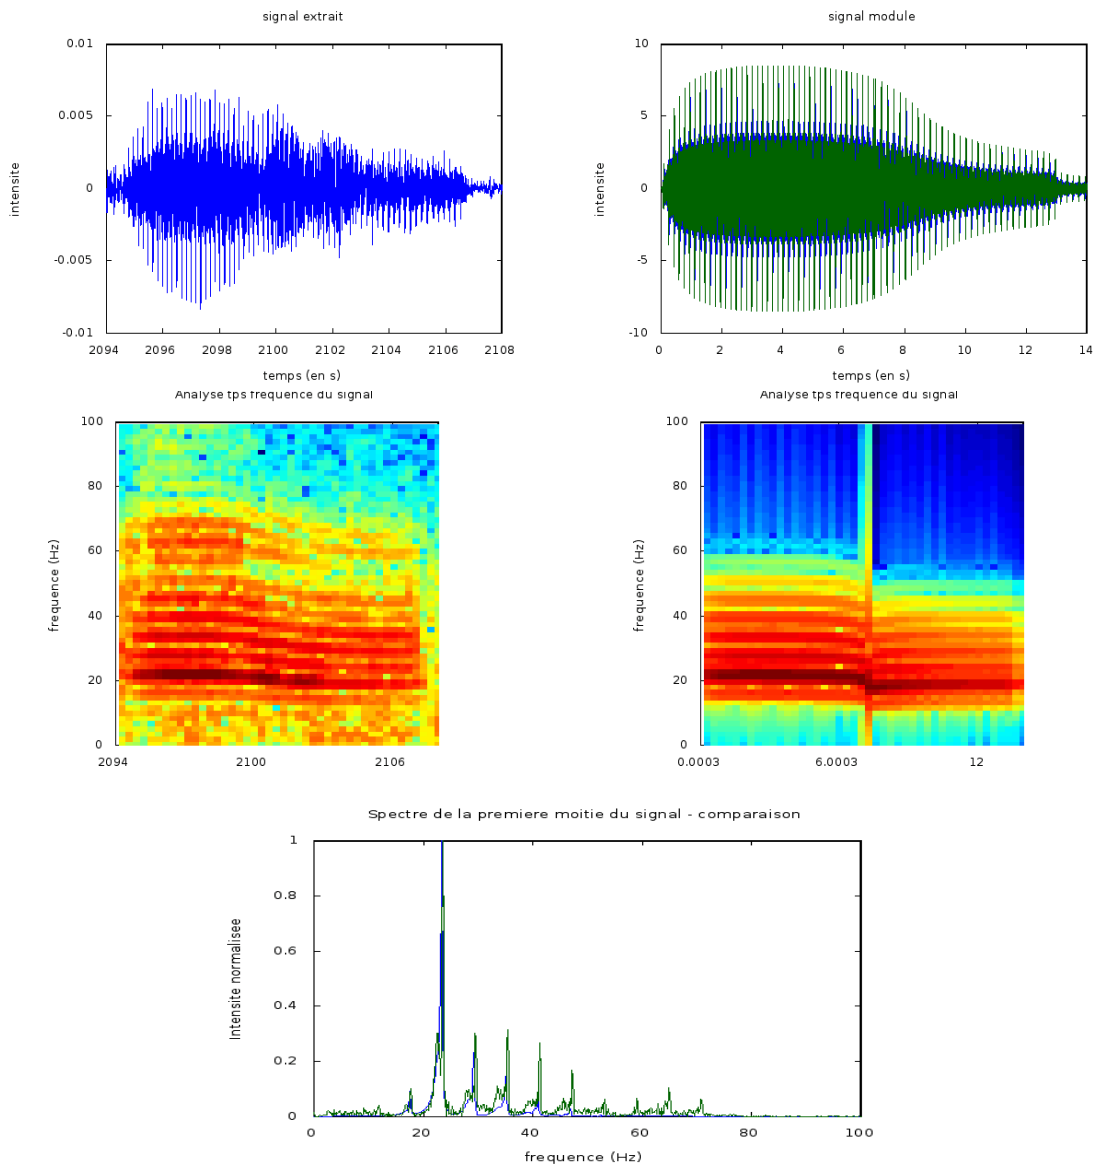 signal extrait
0.01
0.005
0
-0.005
-0.01
intensite
2094 2096 2098 2100 2102 2104 2106 2108
temps (en s)
signal module
10
5
0
-5
-10
intensite
0 2 4 6 8 10 12 14
temps (en s)
Analyse tps frequence du signal
100
80
60
40
20
0
frequence (Hz)
2094 2100 2106
Analyse tps frequence du signal
100
80
60
40
20
0
frequence (Hz)
0.0003 6.0003 12
Spectre de la premiere moitie du signal - comparaison
1
0.8
0.6
0.4
0.2
0
Intensite normalisee
0 20 40 60 80 100
frequence (Hz)